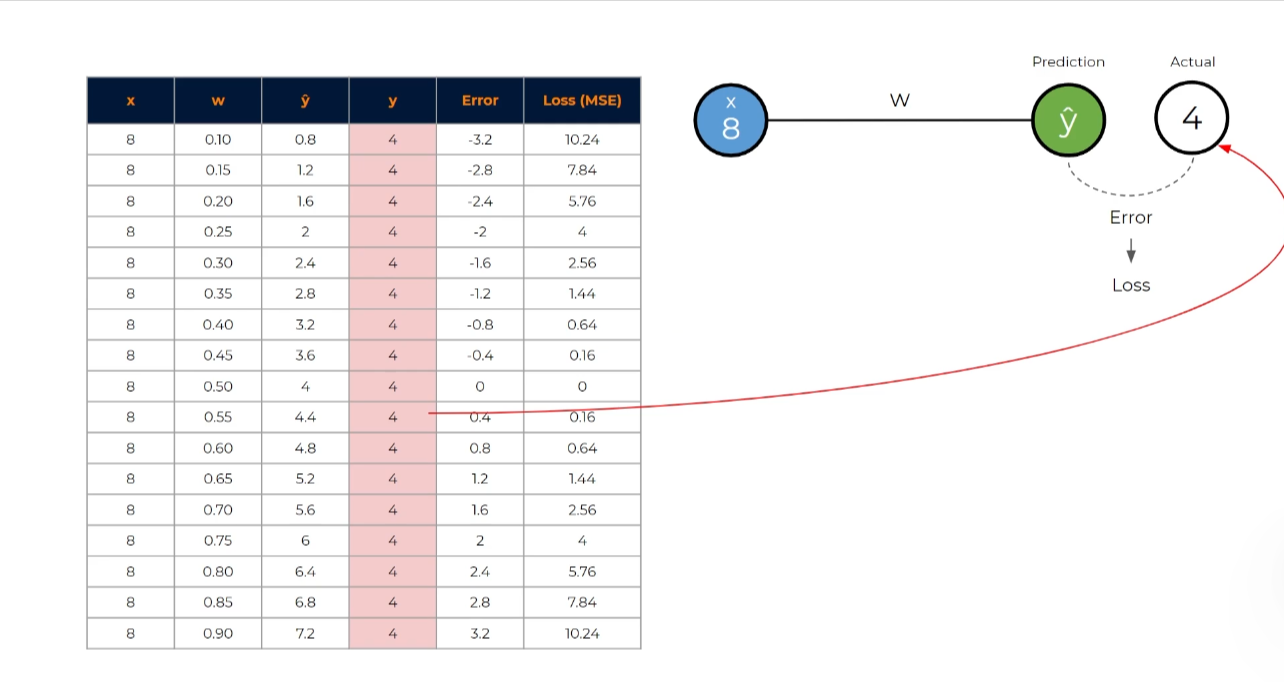 x w ŷ y Error Loss (MSE)
8 0.10 0.8 4 -3.2 10.24
8 0.15 1.2 4 -2.8 7.84
8 0.20 1.6 4 -2.4 5.76
8 0.25 2 4 -2 4
8 0.30 2.4 4 -1.6 2.56
8 0.35 2.8 4 -1.2 1.44
8 0.40 3.2 4 -0.8 0.64
8 0.45 3.6 4 -0.4 0.16
8 0.50 4 4 0 0
8 0.55 4.4 4 0.4 0.16
8 0.60 4.8 4 0.8 0.64
8 0.65 5.2 4 1.2 1.44
8 0.70 5.6 4 1.6 2.56
8 0.75 6 4 2 4
8 0.80 6.4 4 2.4 5.76
8 0.85 6.8 4 2.8 7.84
8 0.90 7.2 4 3.2 10.24
Prediction Actual
x
8
W
ŷ
4
Error
Loss